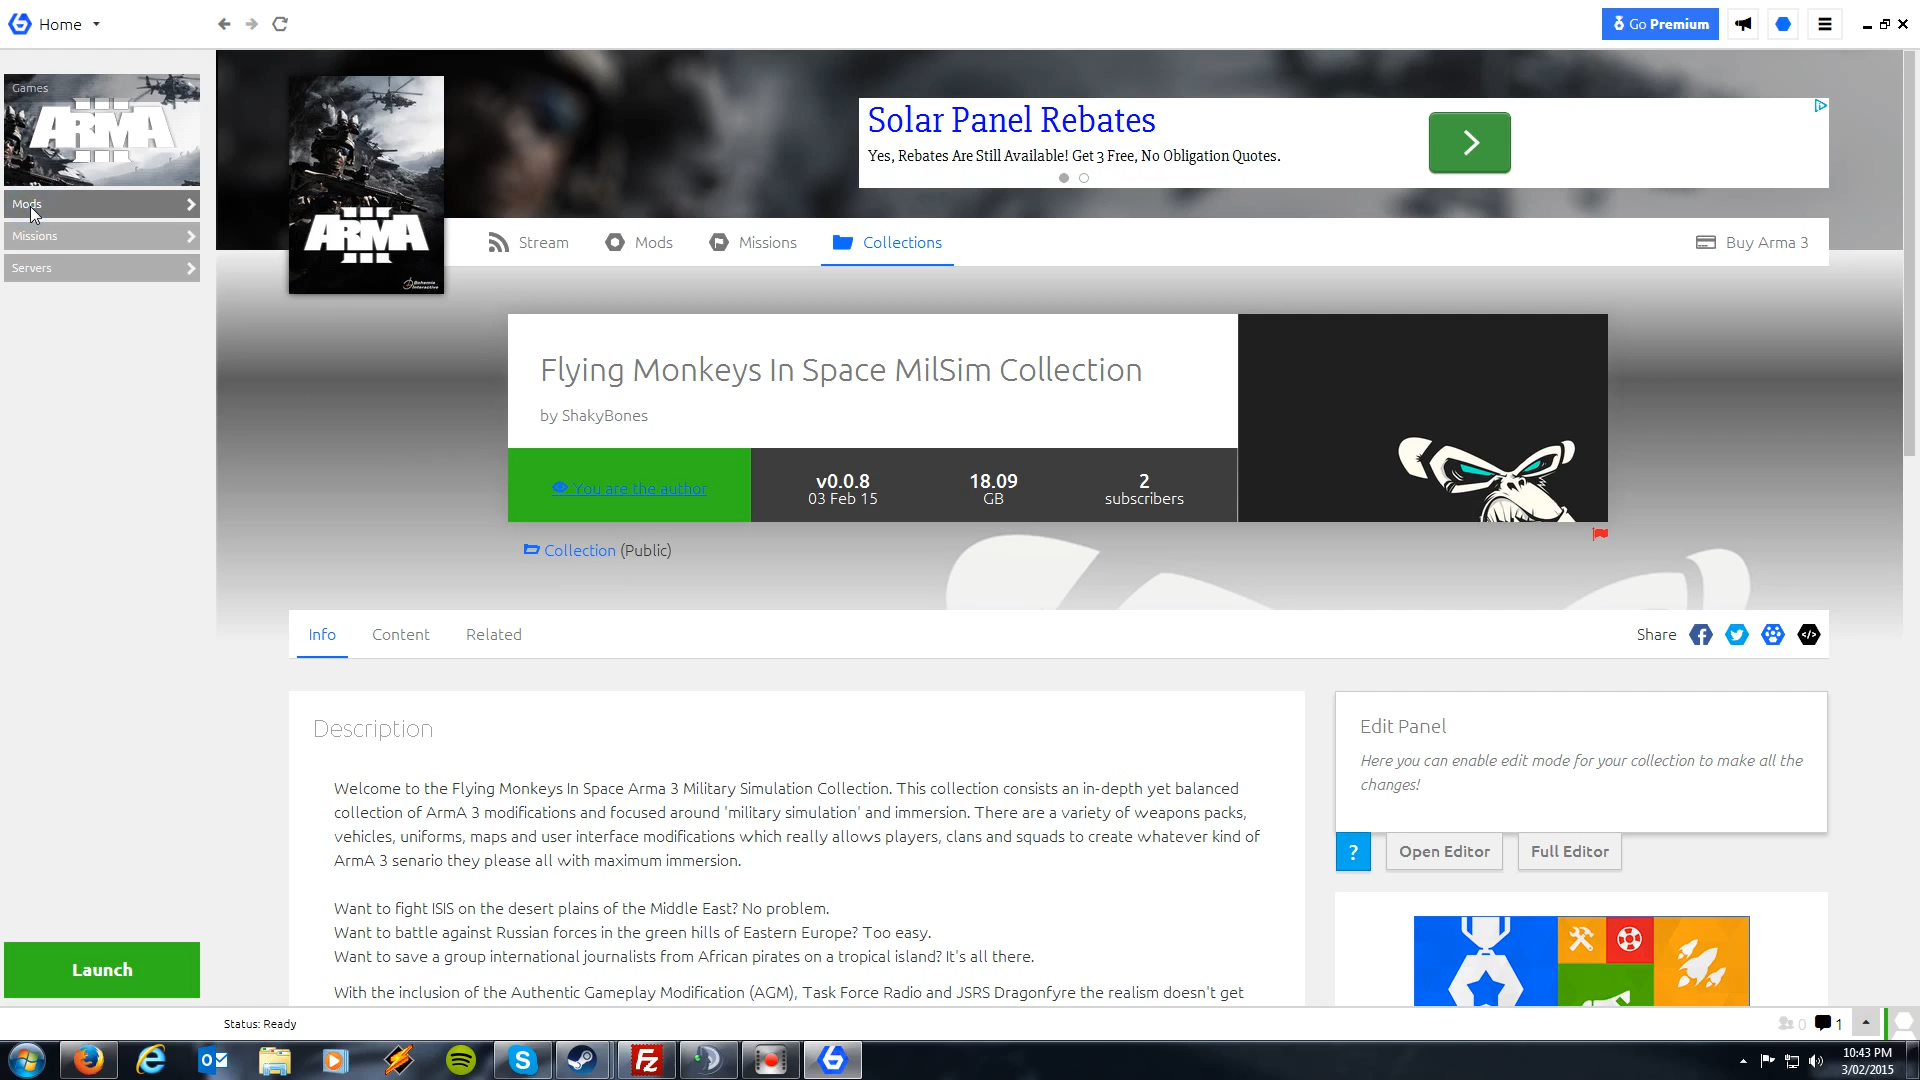 Home
Go Premium
Games
ARMA III
Mods
Missions
Servers
Launch
ARMA III
Bohemia Interactive
Solar Panel Rebates
Yes, Rebates Are Still Available! Get 3 Free, No Obligation Quotes.
Stream
Mods
Missions
Collections
Buy Arma 3
Flying Monkeys In Space MilSim Collection
by ShakyBones
You are the author
v0.0.8
03 Feb 15
18.09
GB
2
subscribers
Collection (Public)
Info
Content
Related
Share
Description
Welcome to the Flying Monkeys In Space Arma 3 Military Simulation Collection. This collection consists an in-depth yet balanced
collection of ArmA 3 modifications and focused around 'military simulation' and immersion. There are a variety of weapons packs,
vehicles, uniforms, maps and user interface modifications which really allows players, clans and squads to create whatever kind of
ArmA 3 senario they please all with maximum immersion.
Want to fight ISIS on the desert plains of the Middle East? No problem.
Want to battle against Russian forces in the green hills of Eastern Europe? Too easy.
Want to save a group international journalists from African pirates on a tropical island? It's all there.
With the inclusion of the Authentic Gameplay Modification (AGM), Task Force Radio and JSRS Dragonfyre the realism doesn't get
Edit Panel
Here you can enable edit mode for your collection to make all the
changes!
?
Open Editor
Full Editor
Status: Ready
0
1
10:43 PM
3/02/2015